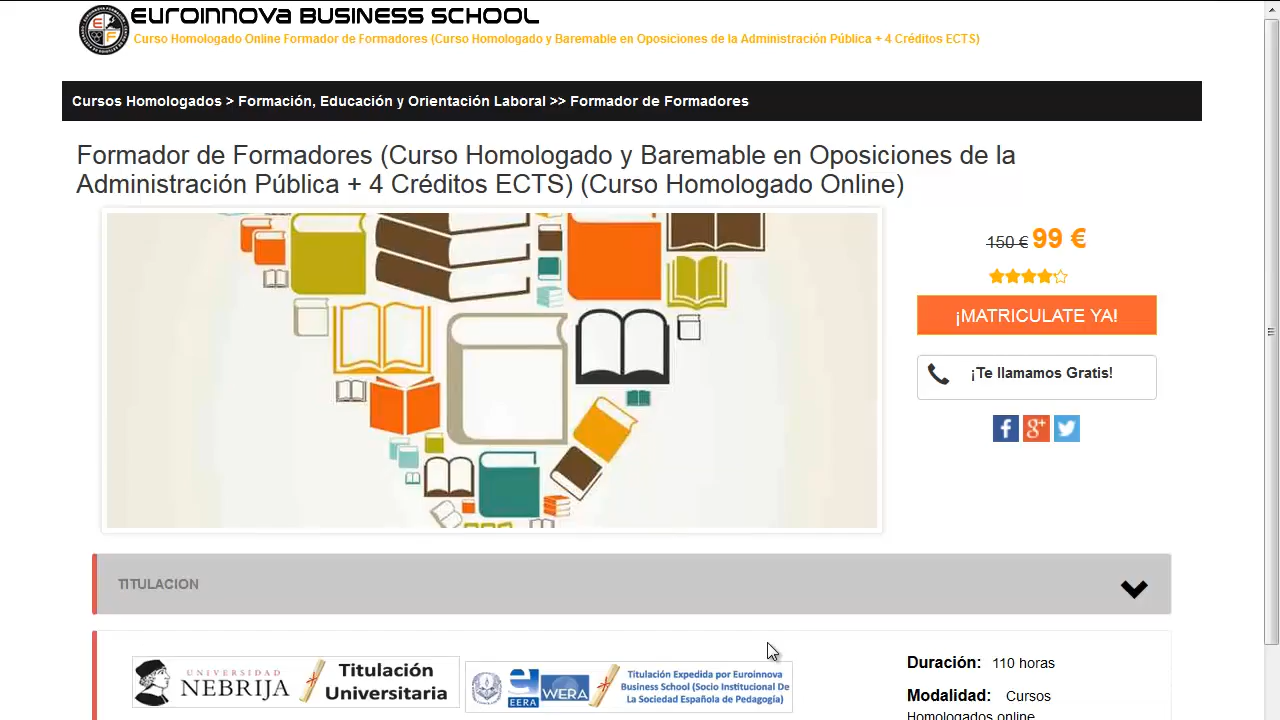 EUROINNOVA BUSINESS SCHOOL
Curso Homologado Online Formador de Formadores (Curso Homologado y Baremable en Oposiciones de la Administración Pública + 4 Créditos ECTS)
Cursos Homologados > Formación, Educación y Orientación Laboral >> Formador de Formadores
Formador de Formadores (Curso Homologado y Baremable en Oposiciones de la
Administración Pública + 4 Créditos ECTS) (Curso Homologado Online)
150 € 99 €
¡MATRICULATE YA!
¡Te llamamos Gratis!
TITULACION
UNIVERSIDAD
NEBRIJA
Titulación
Universitaria
EERA
WERA
Titulación Expedida por Euroinnova
Business School (Socio Institucional De
La Sociedad Española de Pedagogía)
Duración: 110 horas
Modalidad: Cursos
Homologados online